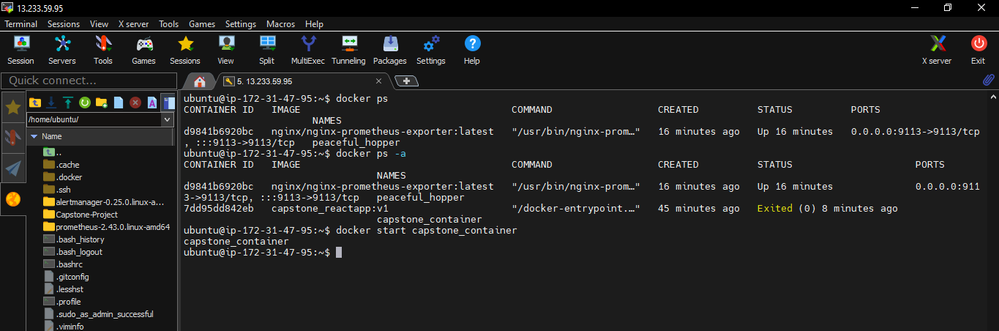 13.233.59.95
Terminal Sessions View X server Tools Games Settings Macros Help
Session Servers Tools Games Sessions View Split MultiExec Tunneling Packages Settings Help X server Exit
Quick connect...
5. 13.233.59.95
/home/ubuntu/
Name
..
.cache
.docker
.ssh
alertmanager-0.25.0.linux-a...
Capstone-Project
prometheus-2.43.0.linux-amd64
.bash_history
.bash_logout
.bashrc
.gitconfig
.lesshst
.profile
.sudo_as_admin_successful
.viminfo
ubuntu@ip-172-31-47-95:~$ docker ps
CONTAINER ID IMAGE COMMAND CREATED STATUS PORTS
NAMES
d9841b6920bc nginx/nginx-prometheus-exporter:latest "/usr/bin/nginx-prom…" 16 minutes ago Up 16 minutes 0.0.0.0:9113->9113/tcp
, :::9113->9113/tcp peaceful_hopper
ubuntu@ip-172-31-47-95:~$ docker ps -a
CONTAINER ID IMAGE COMMAND CREATED STATUS PORTS
NAMES
d9841b6920bc nginx/nginx-prometheus-exporter:latest "/usr/bin/nginx-prom…" 16 minutes ago Up 16 minutes 0.0.0.0:911
3->9113/tcp, :::9113->9113/tcp peaceful_hopper
7dd95dd842eb capstone_reactapp:v1 "/docker-entrypoint.…" 45 minutes ago Exited (0) 8 minutes ago
capstone_container
ubuntu@ip-172-31-47-95:~$ docker start capstone_container
capstone_container
ubuntu@ip-172-31-47-95:~$